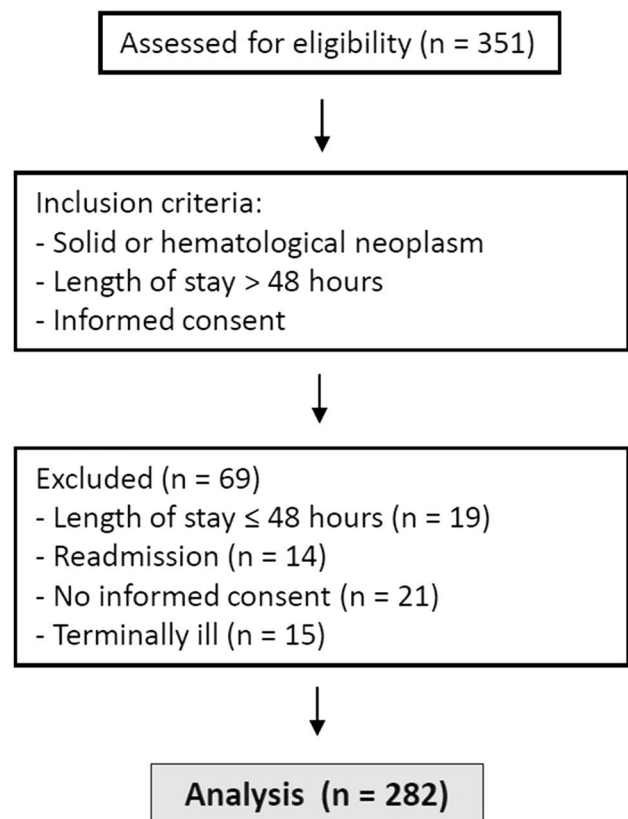 Assessed for eligibility (n = 351)
Inclusion criteria:
- Solid or hematological neoplasm
- Length of stay > 48 hours
- Informed consent
Excluded (n = 69)
- Length of stay ≤ 48 hours (n = 19)
- Readmission (n = 14)
- No informed consent (n = 21)
- Terminally ill (n = 15)
Analysis  (n = 282)